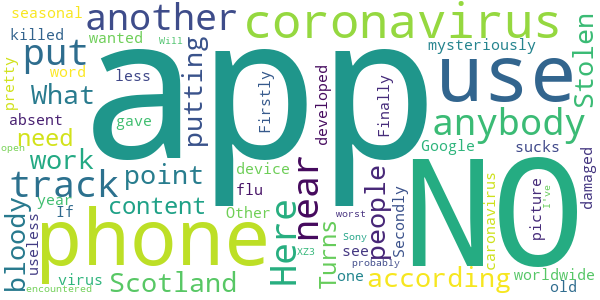 seasonal
another
coronavirus
killed
wanted
Will
put
putting
app
mysteriously
use
Stolen
pretty
word
less
What
absent
gave
Firstly
developed
Finally
anybody
open
need
work
Google
sucks
track
point
device
near
people
NO
damaged
year
content
flu
Here
Secondly
caronavirus
picture
I've
bloody
useless
If
phone
Other
Turns
worst
Sony
see
virus
Scotland
XZ3
one
according
worldwide
encountered
probably
old